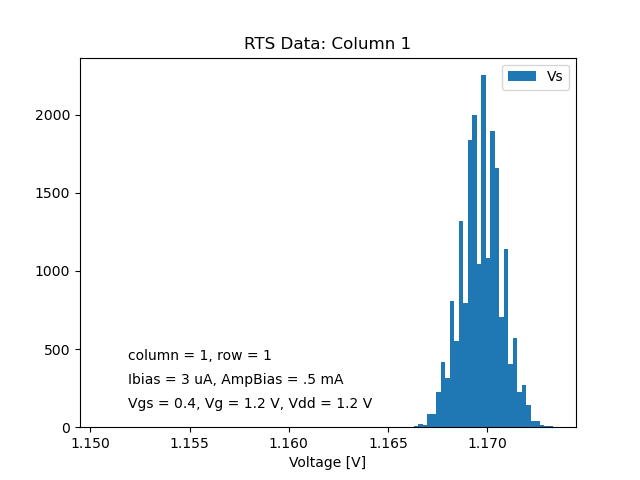 RTS Data: Column 1
Vs
2000
1500
1000
500
0
column = 1, row = 1
Ibias = 3 uA, AmpBias = .5 mA
Vgs = 0.4, Vg = 1.2 V, Vdd = 1.2 V
1.150 1.155 1.160 1.165 1.170
Voltage [V]